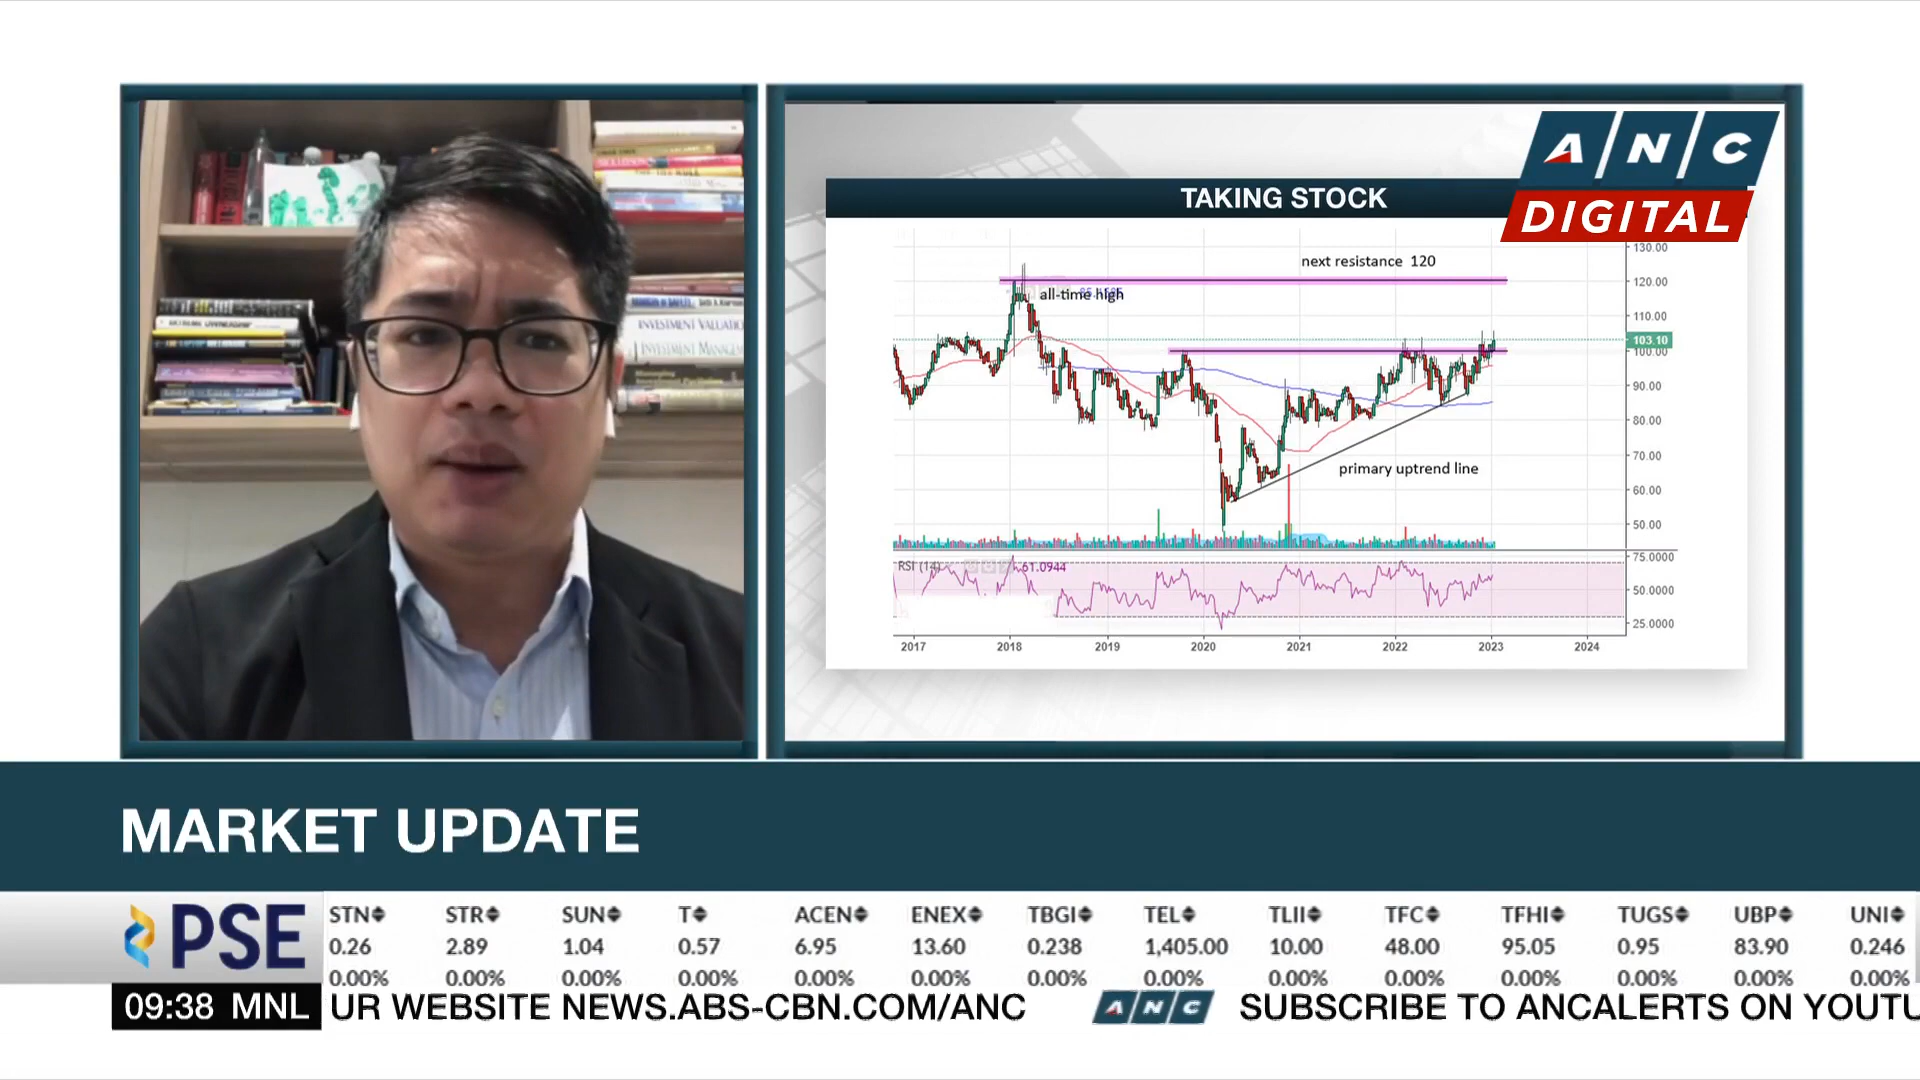 ANC
DIGITAL
TAKING STOCK
next resistance 120
all-time high
primary uptrend line
130.00
120.00
110.00
103.10
100.00
90.00
80.00
70.00
60.00
50.00
RSI (14)
61.0944
75.0000
50.0000
25.0000
2017 2018 2019 2020 2021 2022 2023 2024
INVESTMENT VALUATION
MARKET UPDATE
PSE
STN STR SUN T ACEN ENEX TBGI TEL TLII TFC TFHI TUGS UBP UNI
0.26 2.89 1.04 0.57 6.95 13.60 0.238 1,405.00 10.00 48.00 95.05 0.95 83.90 0.246
0.00% 0.00% 0.00% 0.00% 0.00% 0.00% 0.00% 0.00% 0.00% 0.00% 0.00% 0.00% 0.00% 0.00%
09:38 MNL UR WEBSITE NEWS.ABS-CBN.COM/ANC ANC SUBSCRIBE TO ANCALERTS ON YOUTU